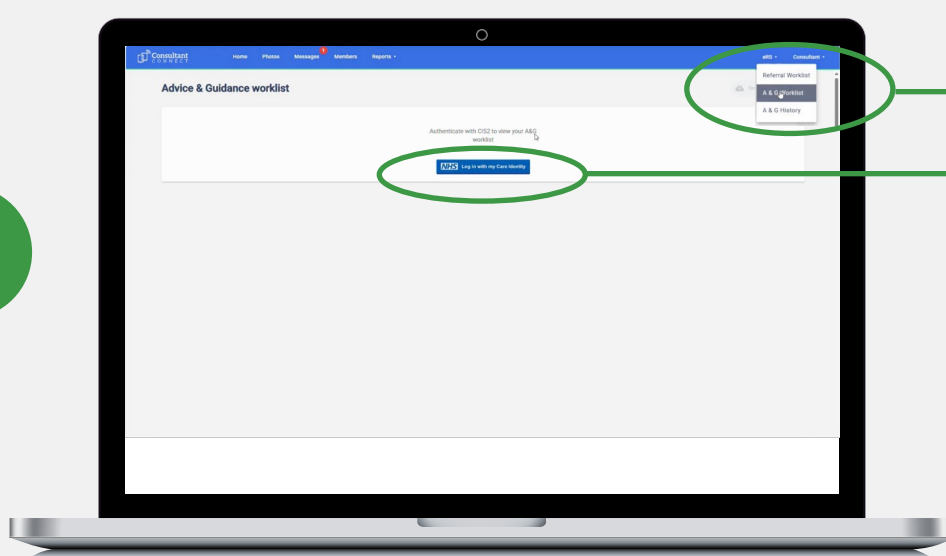 Consultant
CONNECT
Home Photos Messages Members Reports
eRS Consultant
Referral Worklist
A & G Worklist
A & G History
Advice & Guidance worklist
Authenticate with CIS2 to view your A&G
worklist
NHS Log in with my Care Identity